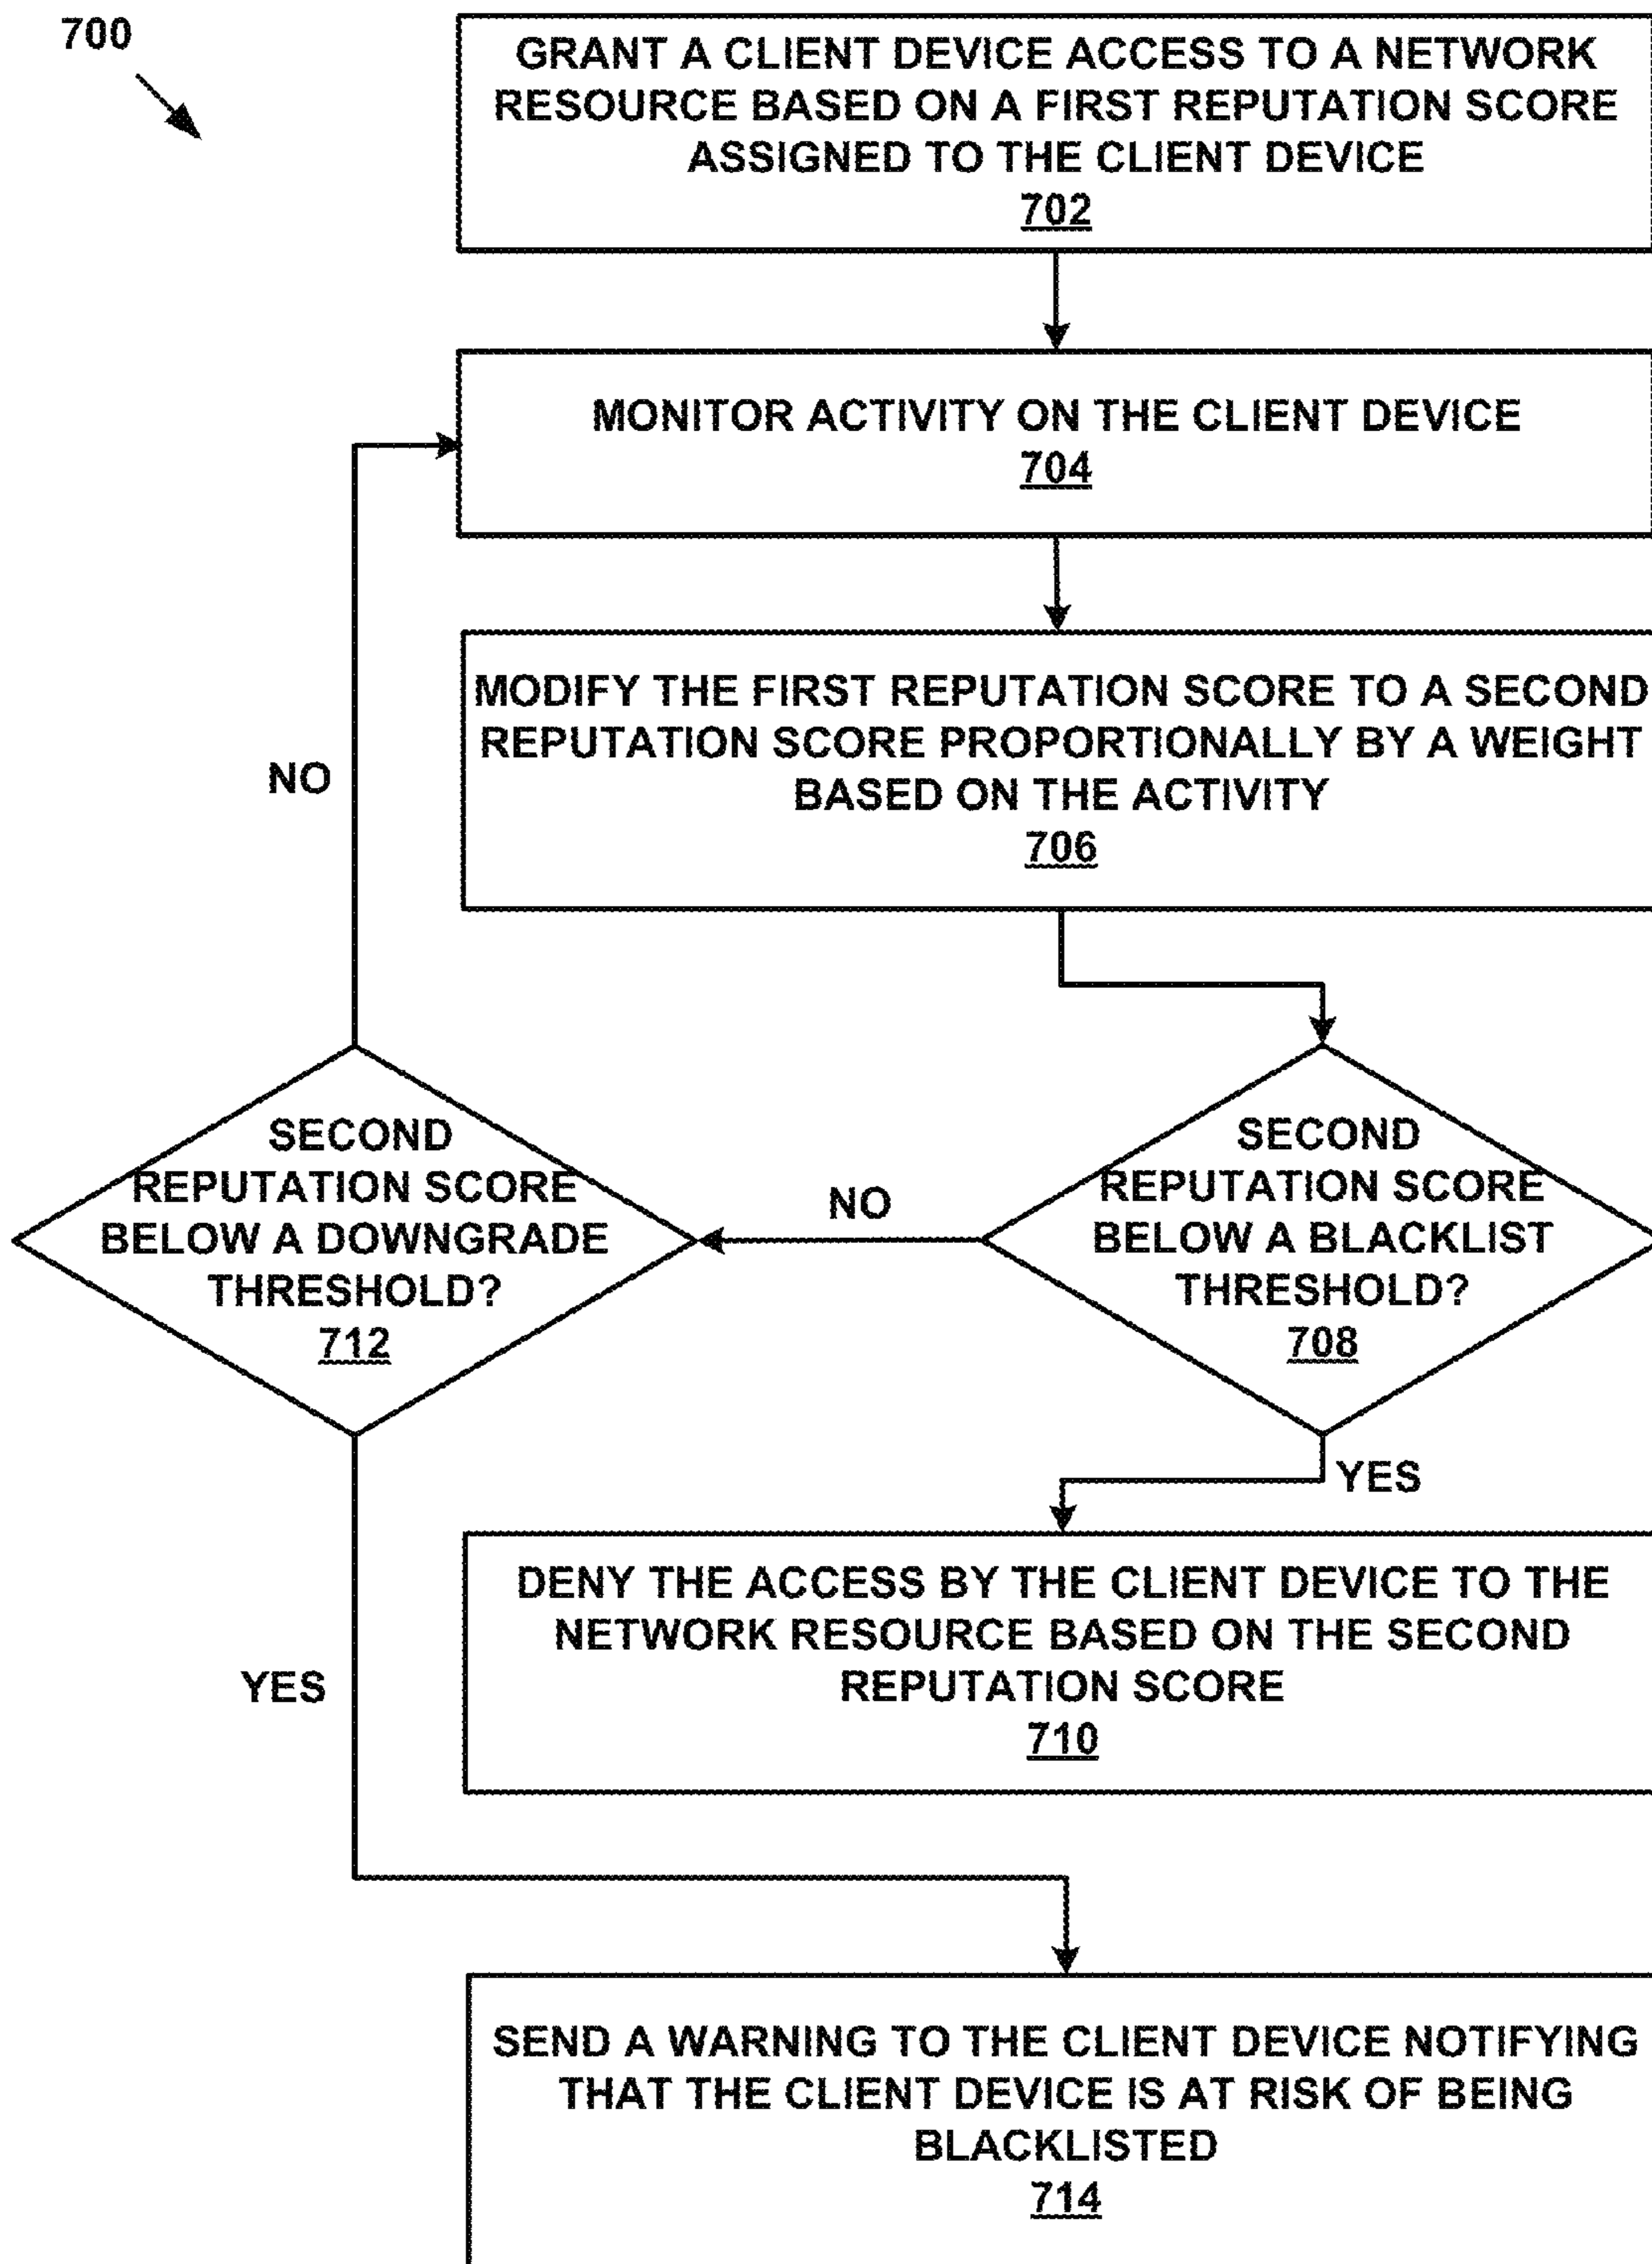 700
GRANT A CLIENT DEVICE ACCESS TO A NETWORK
RESOURCE BASED ON A FIRST REPUTATION SCORE
ASSIGNED TO THE CLIENT DEVICE
702
MONITOR ACTIVITY ON THE CLIENT DEVICE
704
MODIFY THE FIRST REPUTATION SCORE TO A SECOND
REPUTATION SCORE PROPORTIONALLY BY A WEIGHT
BASED ON THE ACTIVITY
706
NO
SECOND
REPUTATION SCORE
BELOW A DOWNGRADE
THRESHOLD?
712
NO
SECOND
REPUTATION SCORE
BELOW A BLACKLIST
THRESHOLD?
708
YES
DENY THE ACCESS BY THE CLIENT DEVICE TO THE
NETWORK RESOURCE BASED ON THE SECOND
REPUTATION SCORE
710
YES
SEND A WARNING TO THE CLIENT DEVICE NOTIFYING
THAT THE CLIENT DEVICE IS AT RISK OF BEING
BLACKLISTED
714